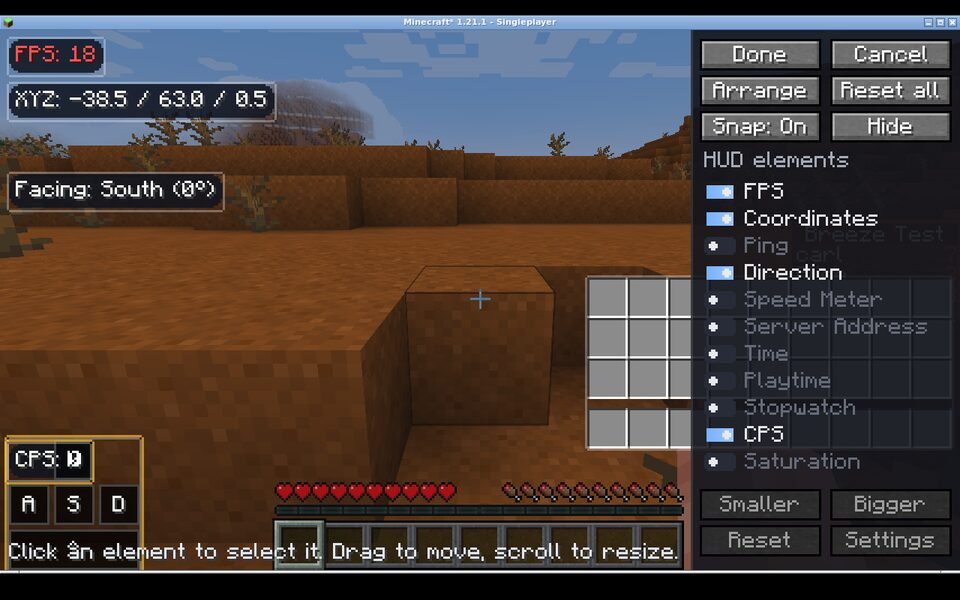 Minecraft* 1.21.1 - Singleplayer
FPS: 18
XYZ: -38.5 / 63.0 / 0.5
Facing: South (0°)
Done
Cancel
Arrange
Reset all
Snap: On
Hide
HUD elements
FPS
Coordinates
Ping
Breeze Test
Direction
Speed Meter
Server Address
Time
Playtime
Stopwatch
CPS
Saturation
Smaller
Bigger
Reset
Settings
CPS: 0
A S D
Click an element to select it. Drag to move, scroll to resize.